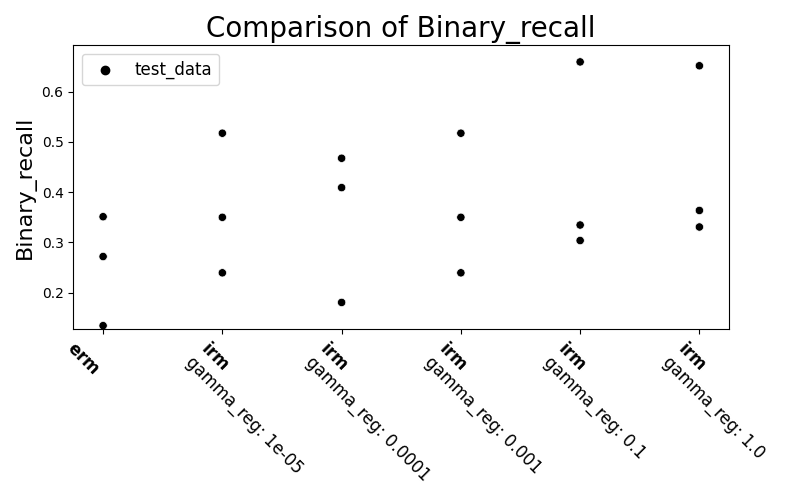 Comparison of Binary_recall
test_data
Binary_recall
0.6
0.5
0.4
0.3
0.2
erm
irm
gamma_reg: 1e-05
irm
gamma_reg: 0.0001
irm
gamma_reg: 0.001
irm
gamma_reg: 0.1
irm
gamma_reg: 1.0